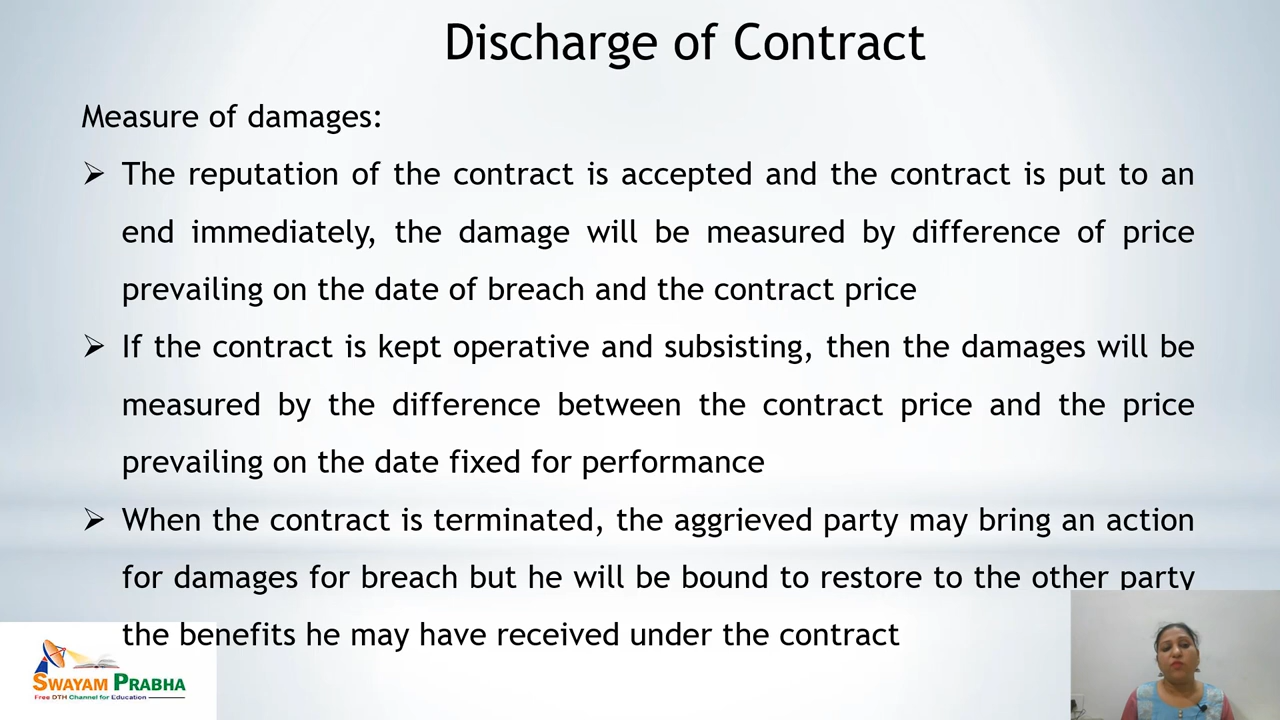 Discharge of Contract
Measure of damages:
➢ The reputation of the contract is accepted and the contract is put to an
end immediately, the damage will be measured by difference of price
prevailing on the date of breach and the contract price
➢ If the contract is kept operative and subsisting, then the damages will be
measured by the difference between the contract price and the price
prevailing on the date fixed for performance
➢ When the contract is terminated, the aggrieved party may bring an action
for damages for breach but he will be bound to restore to the other party
the benefits he may have received under the contract
SWAYAM PRABHA
Free DTH Channel for Education